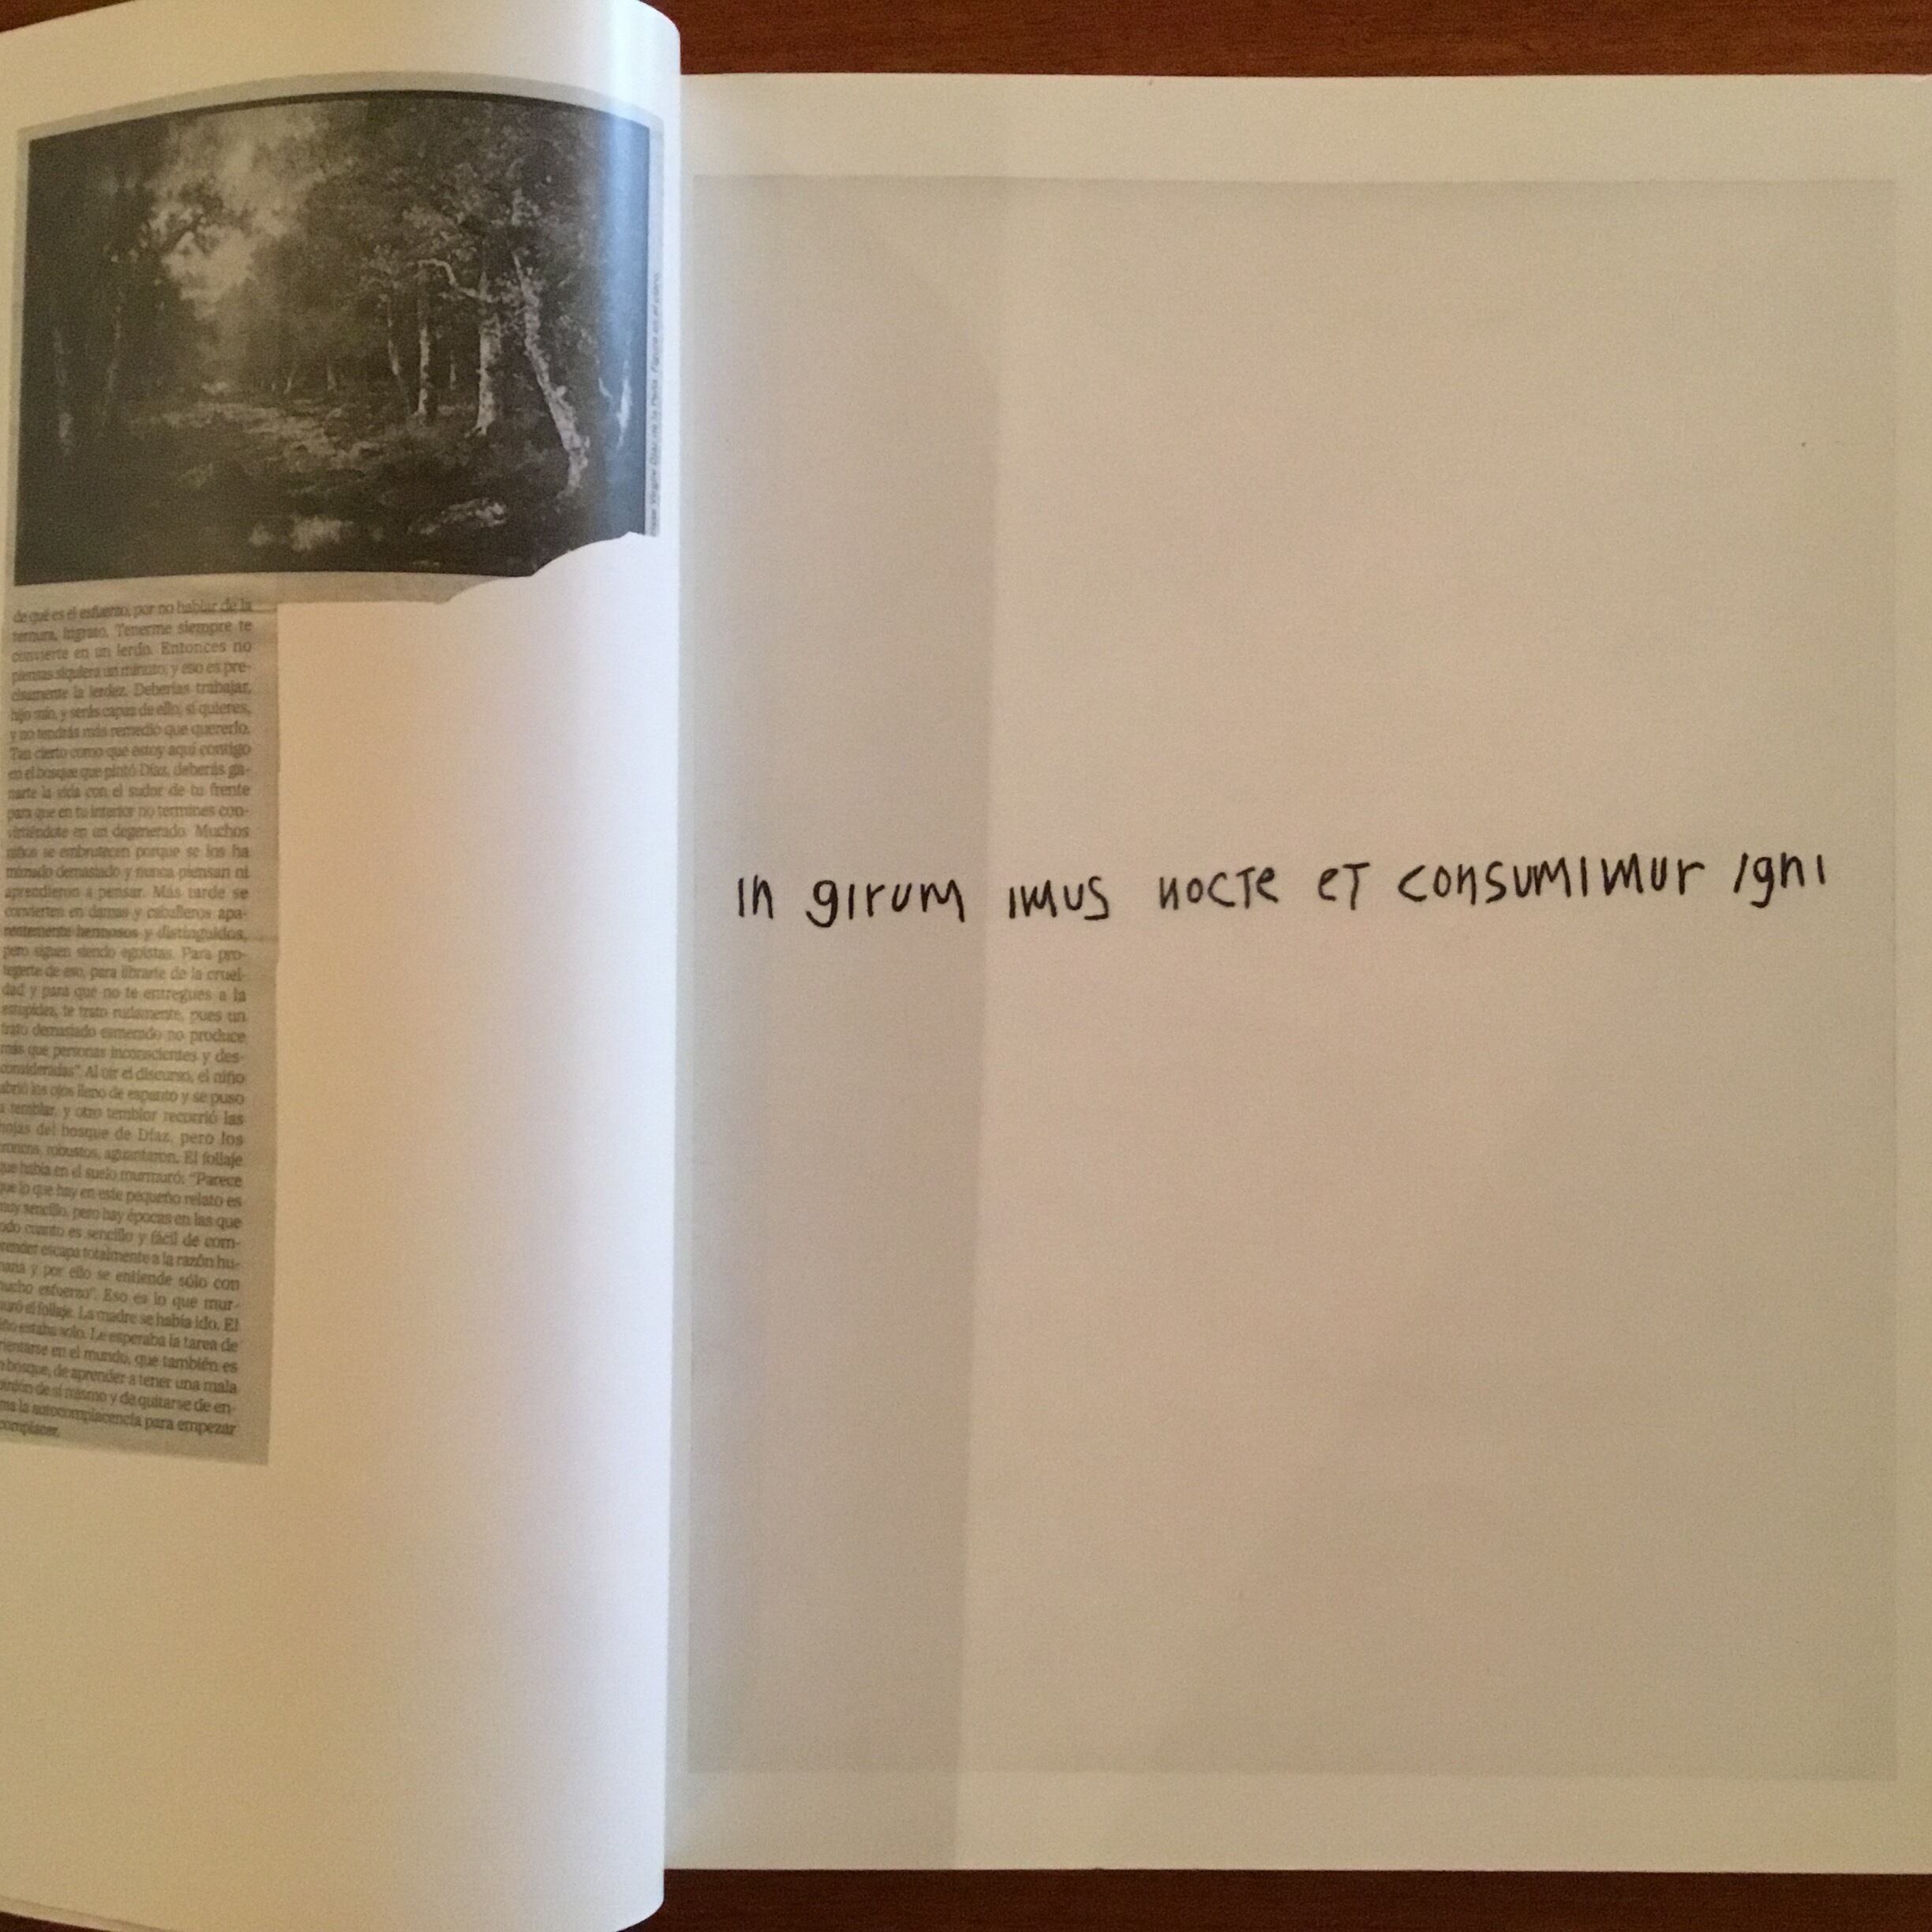 de qué es el esfuerzo, por no hablar de la
ternura, ingrato. Tenerme siempre te
convierte en un lerdo. Entonces no
piensas siquiera un minuto, y eso es pre-
cisamente la lerdez. Deberías trabajar,
hijo mío, y serás capaz de ello, si quieres,
y no tendrás más remedio que quererlo.
Tan cierto como que estoy aquí contigo
en el bosque que pintó Díaz, deberás ga-
narte la vida con el sudor de tu frente
para que en tu interior no termines con-
virtiéndote en un degenerado. Muchos
niños se embrutecen porque se los ha
mimado demasiado y nunca piensan ni
aprendieron a pensar. Más tarde se
convierten en damas y caballeros apa-
rentemente hermosos y distinguidos,
pero siguen siendo egoístas. Para pro-
tegerte de eso, para librarte de la cruel-
dad y para que no te entregues a la
estupidez, te trato rudamente, pues un
trato demasiado esmerado no produce
más que personas inconscientes y des-
consideradas". Al oír el discurso, el niño
abrió los ojos lleno de espanto y se puso
a temblar, y otro temblor recorrió las
hojas del bosque de Díaz, pero los
troncos, robustos, aguantaron. El follaje
que había en el suelo murmuró: "Parece
que lo que hay en este pequeño relato es
muy sencillo, pero hay épocas en las que
todo cuanto es sencillo y fácil de com-
prender escapa totalmente a la razón hu-
mana y por ello se entiende sólo con
mucho esfuerzo". Eso es lo que mur-
muró el follaje. La madre se había ido. El
niño estaba solo. Le esperaba la tarea de
orientarse en el mundo, que también es
un bosque, de aprender a tener una mala
opinión de sí mismo y de quitarse de en-
cima la autocomplacencia para empezar
complacer.
In girum imus nocte et consumimur igni